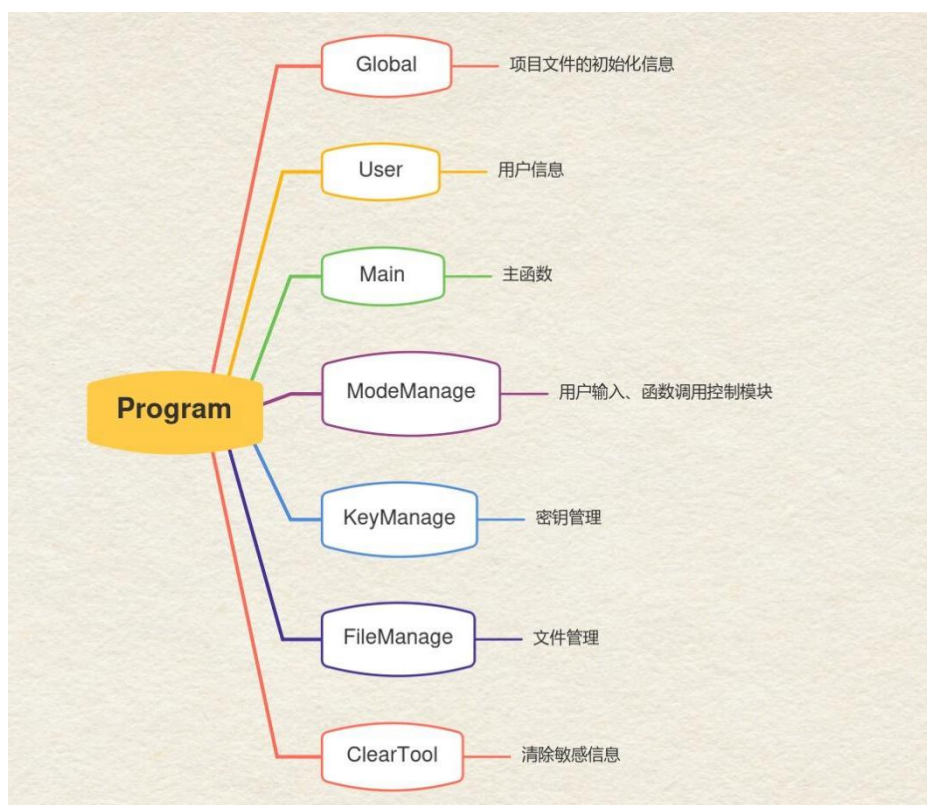 Global
项目文件的初始化信息
User
用户信息
Main
主函数
ModeManage
用户输入、函数调用控制模块
Program
KeyManage
密钥管理
FileManage
文件管理
ClearTool
清除敏感信息